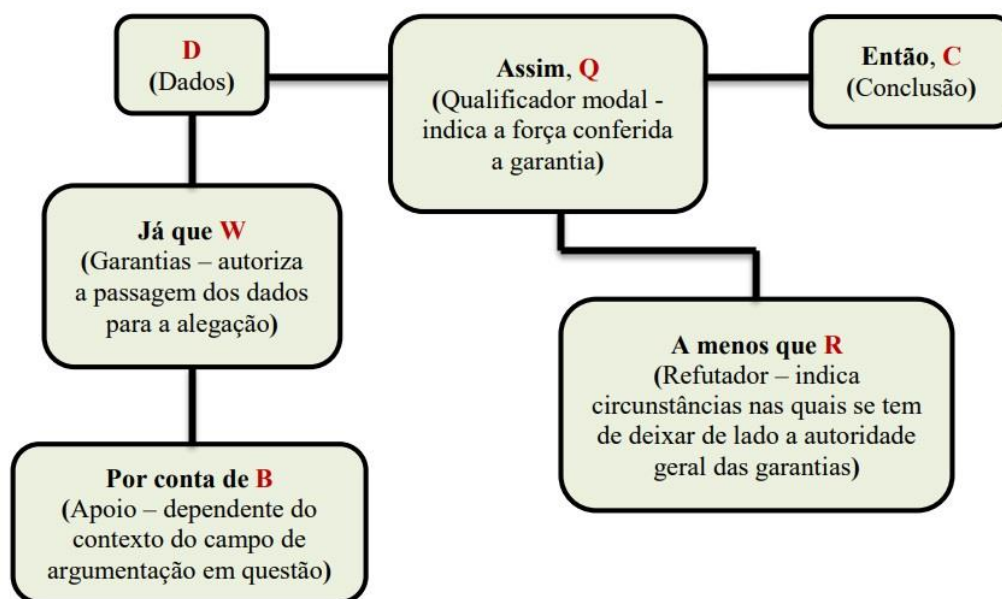 D
(Dados)
Assim, Q
(Qualificador modal -
indica a força conferida
a garantia)
Então, C
(Conclusão)
Já que W
(Garantias – autoriza
a passagem dos dados
para a alegação)
A menos que R
(Refutador – indica
circunstâncias nas quais se tem
de deixar de lado a autoridade
geral das garantias)
Por conta de B
(Apoio – dependente do
contexto do campo de
argumentação em questão)